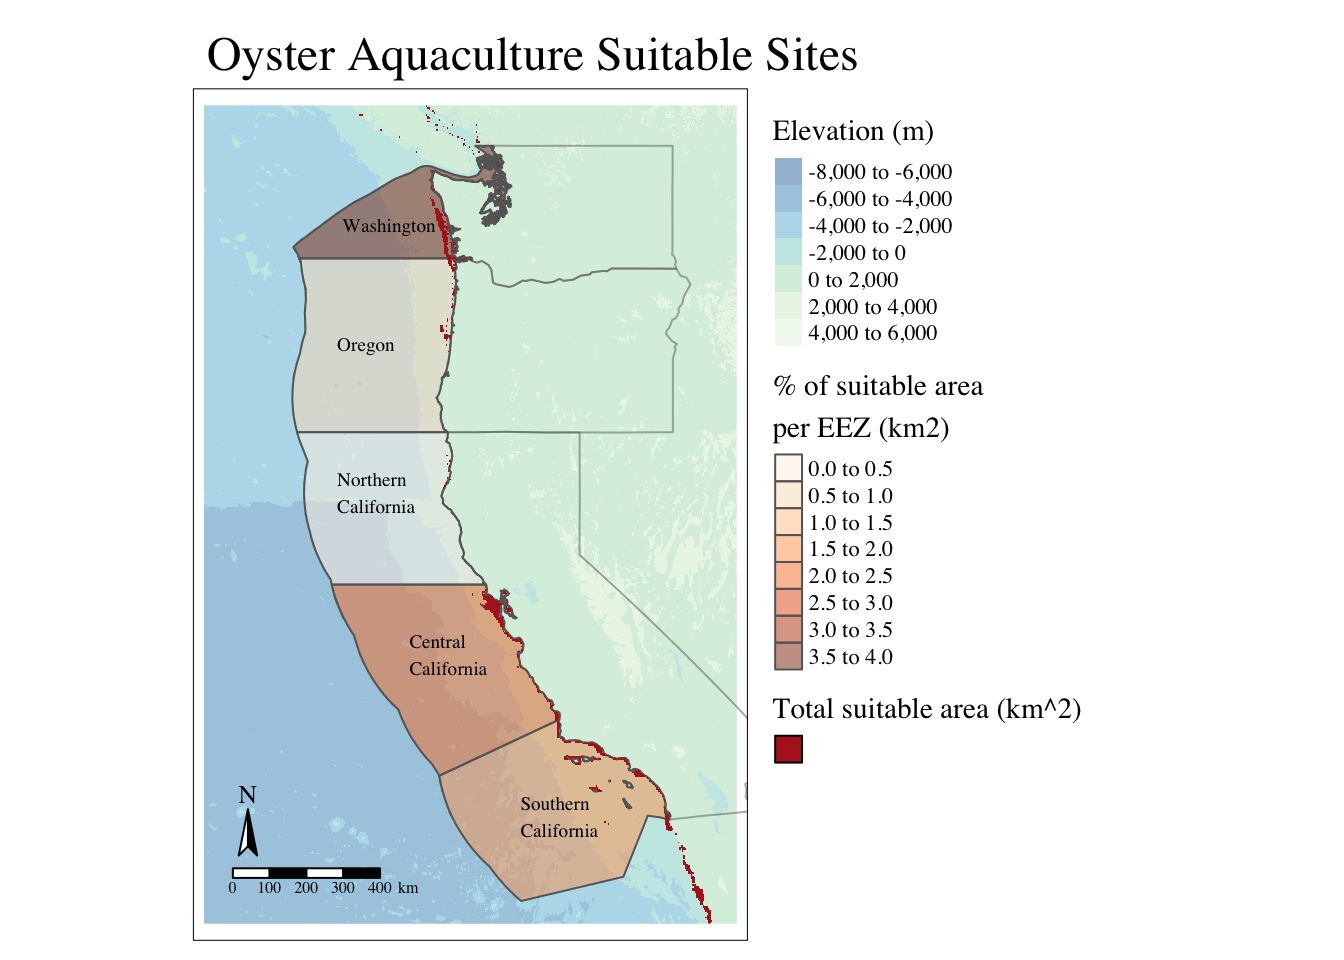 Oyster Aquaculture Suitable Sites
Washington
Oregon
Northern
California
Central
California
Southern
California
N
0 100 200 300 400 km
Elevation (m)
-8,000 to -6,000
-6,000 to -4,000
-4,000 to -2,000
-2,000 to 0
0 to 2,000
2,000 to 4,000
4,000 to 6,000
% of suitable area
per EEZ (km2)
0.0 to 0.5
0.5 to 1.0
1.0 to 1.5
1.5 to 2.0
2.0 to 2.5
2.5 to 3.0
3.0 to 3.5
3.5 to 4.0
Total suitable area (km^2)